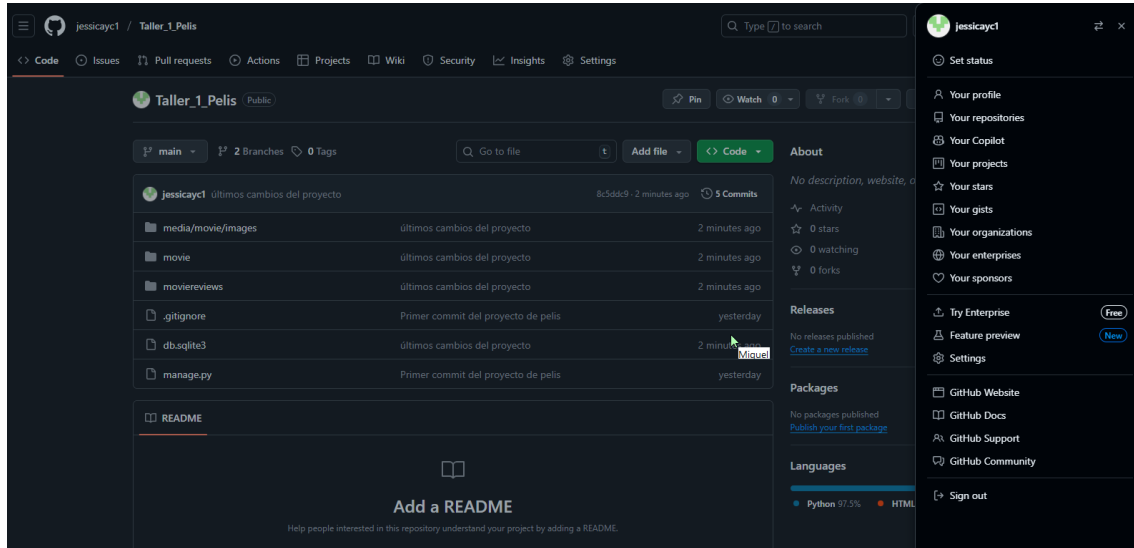 jessicayc1 / Taller_1_Pelis
Type / to search
Code Issues Pull requests Actions Projects Wiki Security Insights Settings
Taller_1_Pelis Public
Pin Watch 0 Fork 0
main 2 Branches 0 Tags
Go to file t Add file Code
jessicayc1 últimos cambios del proyecto 8c5ddc9 · 2 minutes ago 5 Commits
media/movie/images últimos cambios del proyecto 2 minutes ago
movie últimos cambios del proyecto 2 minutes ago
moviereviews últimos cambios del proyecto 2 minutes ago
.gitignore Primer commit del proyecto de pelis yesterday
db.sqlite3 últimos cambios del proyecto 2 minutes ago
Miguel
manage.py Primer commit del proyecto de pelis yesterday
README
Add a README
Help people interested in this repository understand your project by adding a README.
About
No description, website, o
Activity
0 stars
0 watching
0 forks
Releases
No releases published
Create a new release
Packages
No packages published
Publish your first package
Languages
Python 97.5% HTML
jessicayc1
Set status
Your profile
Your repositories
Your Copilot
Your projects
Your stars
Your gists
Your organizations
Your enterprises
Your sponsors
Try Enterprise Free
Feature preview New
Settings
GitHub Website
GitHub Docs
GitHub Support
GitHub Community
Sign out